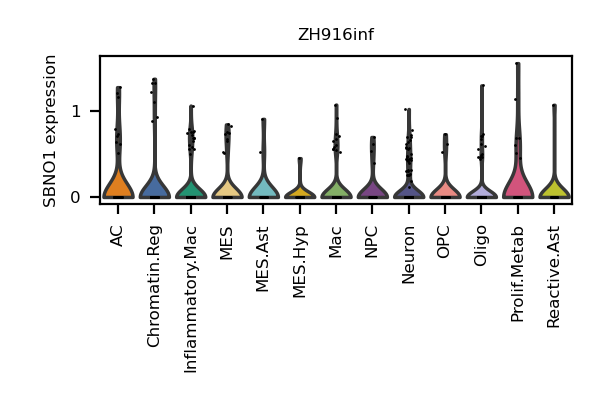 ZH916inf
SBNO1 expression
1
0
AC
Chromatin.Reg
Inflammatory.Mac
MES
MES.Ast
MES.Hyp
Mac
NPC
Neuron
OPC
Oligo
Prolif.Metab
Reactive.Ast